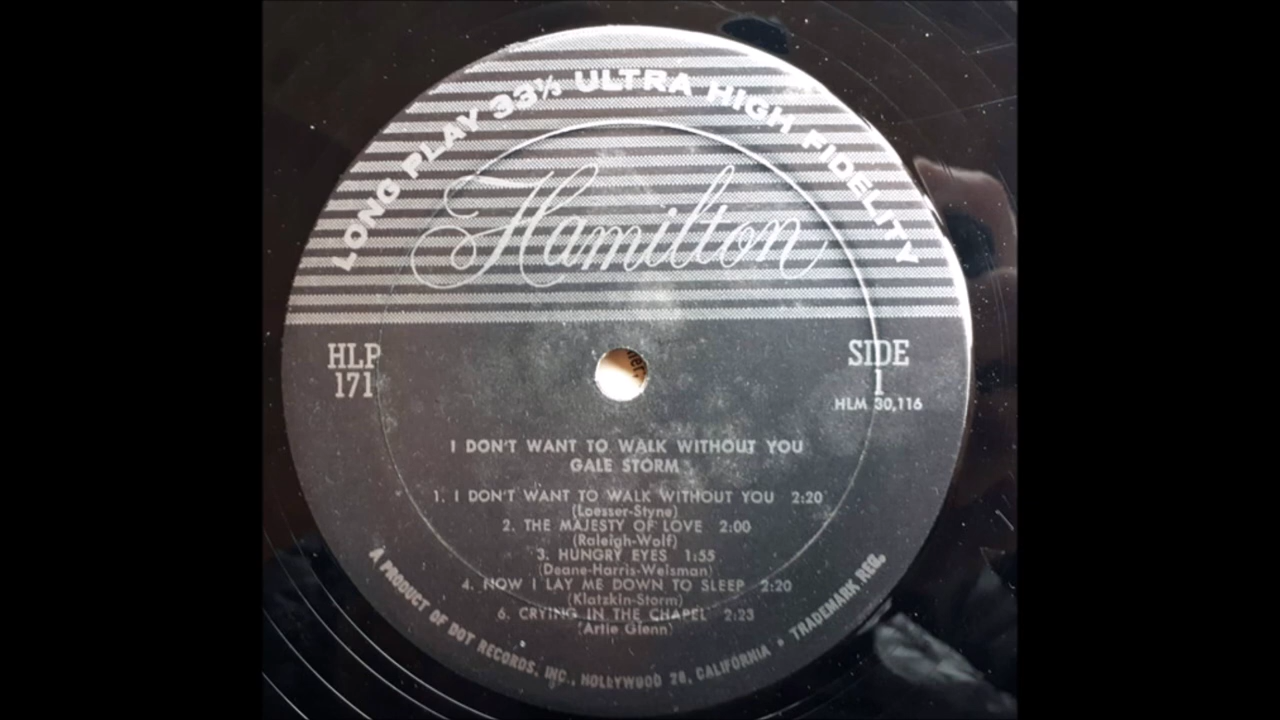 LONG PLAY 33⅓ ULTRA HIGH FIDELITY
Hamilton
HLP
171
SIDE
1
HLM 30,116
I DON'T WANT TO WALK WITHOUT YOU
GALE STORM
1. I DON'T WANT TO WALK WITHOUT YOU 2:20
(Loesser-Styne)
2. THE MAJESTY OF LOVE 2:00
(Raleigh-Wolf)
3. HUNGRY EYES 1:55
(Deane-Harris-Weisman)
4. NOW I LAY ME DOWN TO SLEEP 2:20
(Klatzkin-Storm)
6. CRYING IN THE CHAPEL 2:23
(Artie Glenn)
A PRODUCT OF DOT RECORDS, INC., HOLLYWOOD 28, CALIFORNIA • TRADEMARK REG.